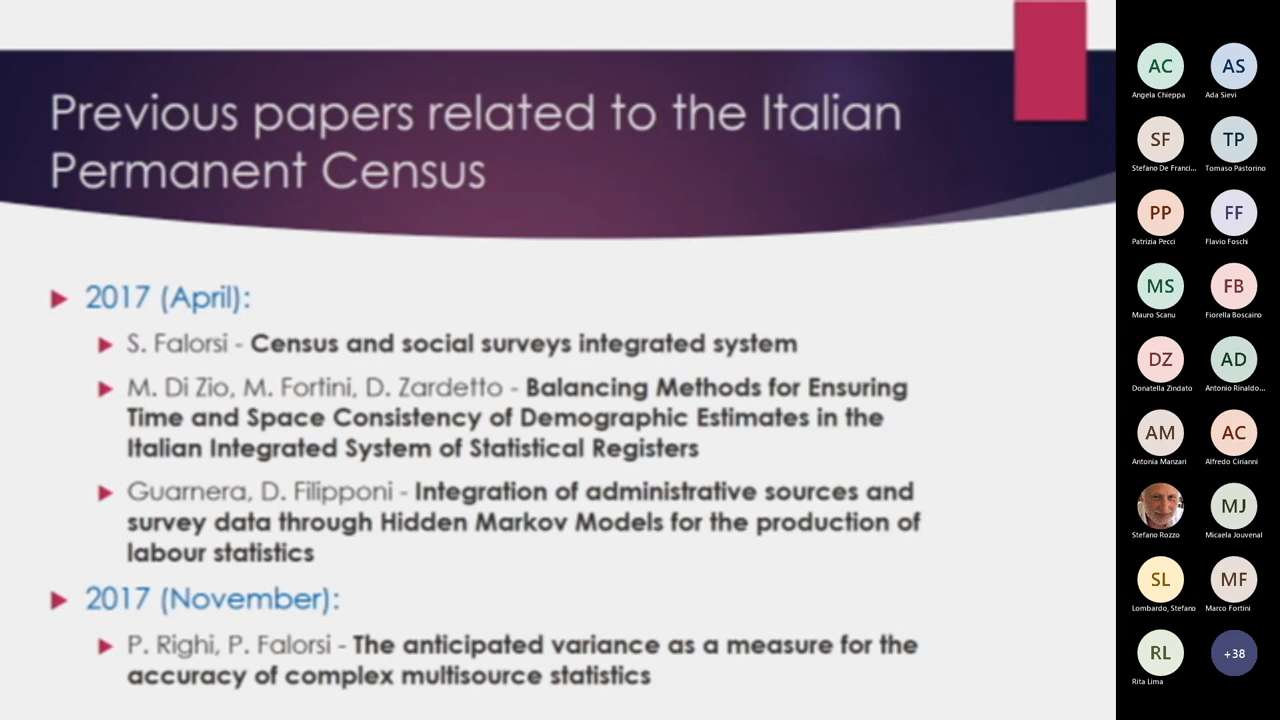 Previous papers related to the Italian
Permanent Census
2017 (April):
S. Falorsi - Census and social surveys integrated system
M. Di Zio, M. Fortini, D. Zardetto - Balancing Methods for Ensuring
Time and Space Consistency of Demographic Estimates in the
Italian Integrated System of Statistical Registers
Guarnera, D. Filipponi - Integration of administrative sources and
survey data through Hidden Markov Models for the production of
labour statistics
2017 (November):
P. Righi, P. Falorsi - The anticipated variance as a measure for the
accuracy of complex multisource statistics
AC
Angela Chieppa
AS
Ada Sievi
SF
Stefano De Franci...
TP
Tomaso Pastorino
PP
Patrizia Pecci
FF
Flavio Foschi
MS
Mauro Scanu
FB
Fiorella Boscaino
DZ
Donatella Zindato
AD
Antonio Rinaldo...
AM
Antonia Manzari
AC
Alfredo Cirianni
Stefano Rozzo
MJ
Micaela Jouvenal
SL
Lombardo, Stefano
MF
Marco Fortini
RL
Rita Lima
+38